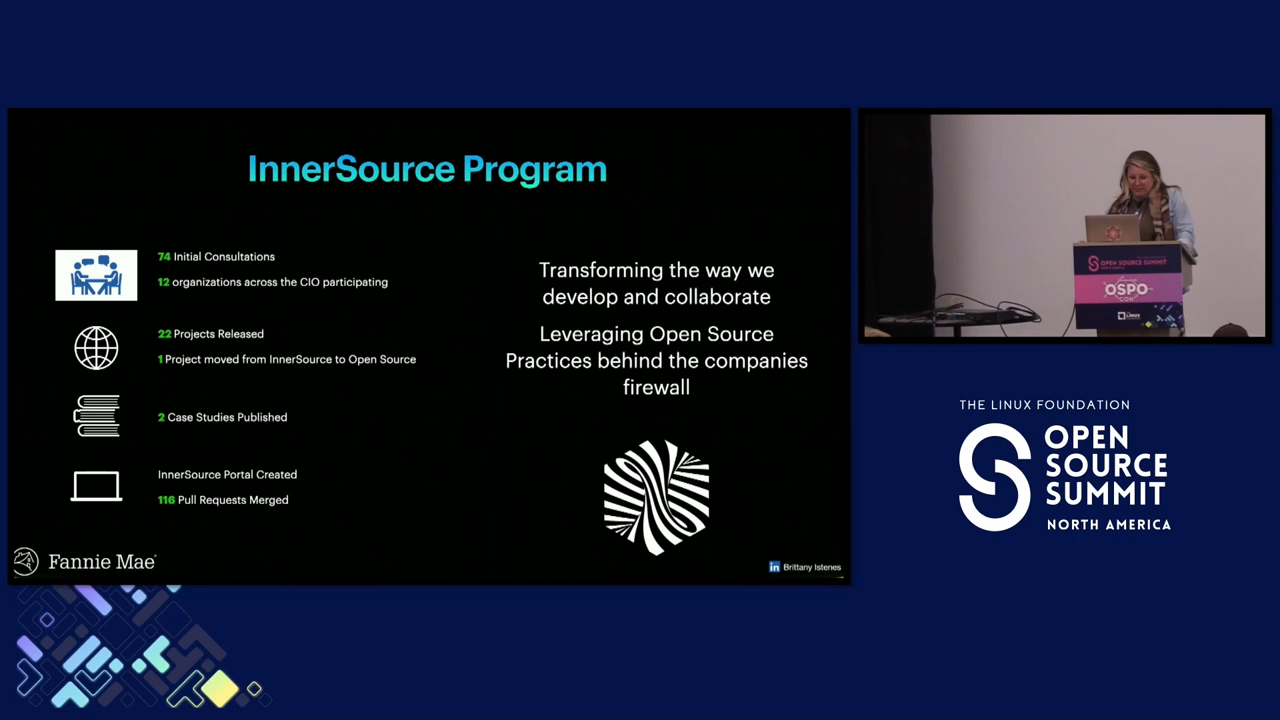 InnerSource Program
74 Initial Consultations
12 organizations across the CIO participating
22 Projects Released
1 Project moved from InnerSource to Open Source
2 Case Studies Published
InnerSource Portal Created
116 Pull Requests Merged
Transforming the way we
develop and collaborate
Leveraging Open Source
Practices behind the companies
firewall
Fannie Mae
in Brittany Istenes
OPEN SOURCE SUMMIT
OSPO
CON
LINUX
THE LINUX FOUNDATION
OPEN
SOURCE
SUMMIT
NORTH AMERICA